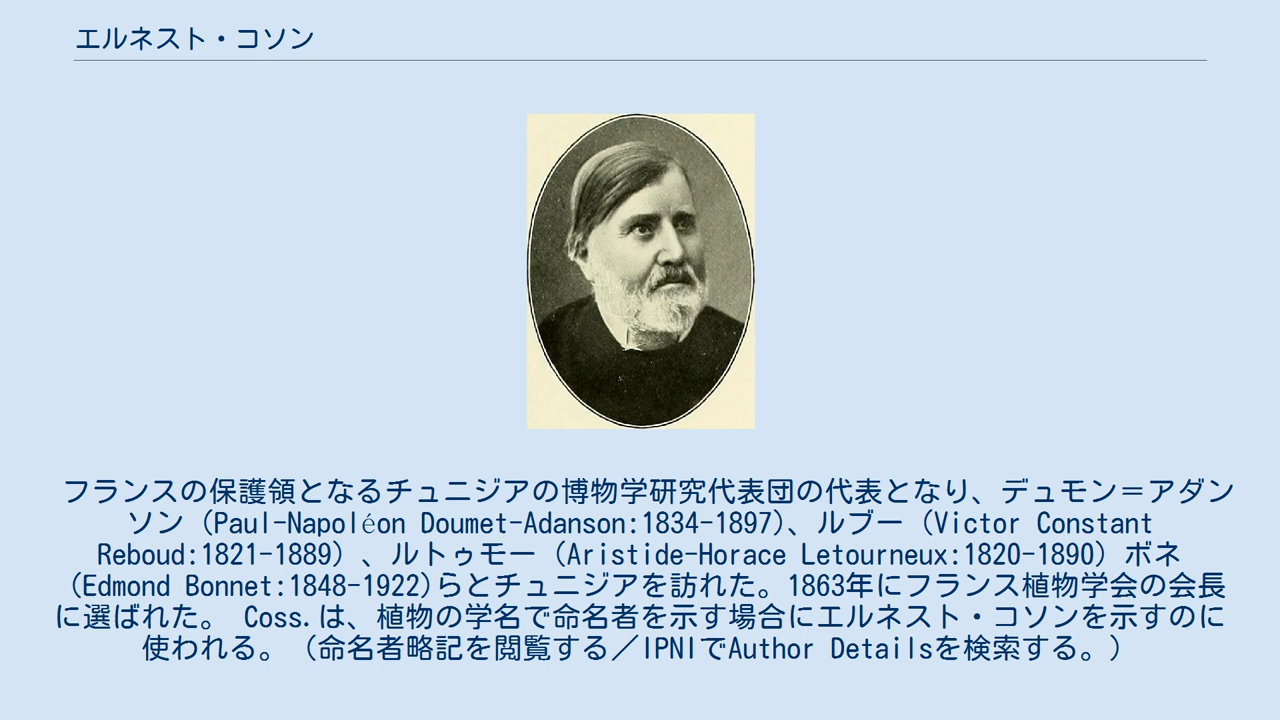 エルネスト・コソン
フランスの保護領となるチュニジアの博物学研究代表団の代表となり、デュモン＝アダン
ソン（Paul-Napoléon Doumet-Adanson:1834-1897)、ルブー（Victor Constant
Reboud:1821-1889）、ルトゥモー（Aristide-Horace Letourneux:1820-1890）ボネ
（Edmond Bonnet:1848-1922)らとチュニジアを訪れた。1863年にフランス植物学会の会長
に選ばれた。 Coss.は、植物の学名で命名者を示す場合にエルネスト・コソンを示すのに
使われる。（命名者略記を閲覧する／IPNIでAuthor Detailsを検索する。）